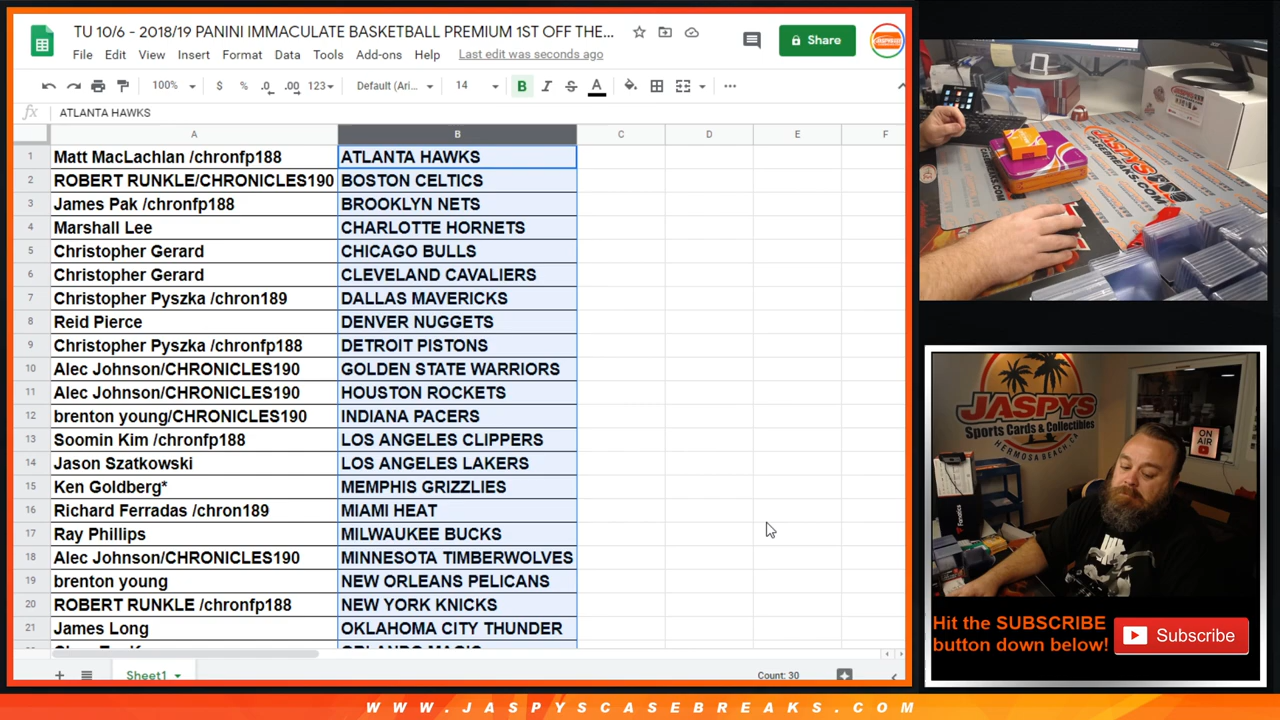 TU 10/6 - 2018/19 PANINI IMMACULATE BASKETBALL PREMIUM 1ST OFF THE...
File Edit View Insert Format Data Tools Add-ons Help Last edit was seconds ago
Share
100% $ % .0 .00 123 Default (Ari... 14 B I S A
fx ATLANTA HAWKS
A B C D E F
1 Matt MacLachlan /chronfp188 ATLANTA HAWKS
2 ROBERT RUNKLE/CHRONICLES190 BOSTON CELTICS
3 James Pak /chronfp188 BROOKLYN NETS
4 Marshall Lee CHARLOTTE HORNETS
5 Christopher Gerard CHICAGO BULLS
6 Christopher Gerard CLEVELAND CAVALIERS
7 Christopher Pyszka /chron189 DALLAS MAVERICKS
8 Reid Pierce DENVER NUGGETS
9 Christopher Pyszka /chronfp188 DETROIT PISTONS
10 Alec Johnson/CHRONICLES190 GOLDEN STATE WARRIORS
11 Alec Johnson/CHRONICLES190 HOUSTON ROCKETS
12 brenton young/CHRONICLES190 INDIANA PACERS
13 Soomin Kim /chronfp188 LOS ANGELES CLIPPERS
14 Jason Szatkowski LOS ANGELES LAKERS
15 Ken Goldberg* MEMPHIS GRIZZLIES
16 Richard Ferradas /chron189 MIAMI HEAT
17 Ray Phillips MILWAUKEE BUCKS
18 Alec Johnson/CHRONICLES190 MINNESOTA TIMBERWOLVES
19 brenton young NEW ORLEANS PELICANS
20 ROBERT RUNKLE /chronfp188 NEW YORK KNICKS
21 James Long OKLAHOMA CITY THUNDER
Sheet1
Count: 30
JASPYS
CASEBREAKS.COM
JASPYS
Sports Cards & Collectibles
HERMOSA BEACH, CA
ON
AIR
Fanatics
Hit the SUBSCRIBE
button down below!
Subscribe
WWW.JASPYSCASEBREAKS.COM